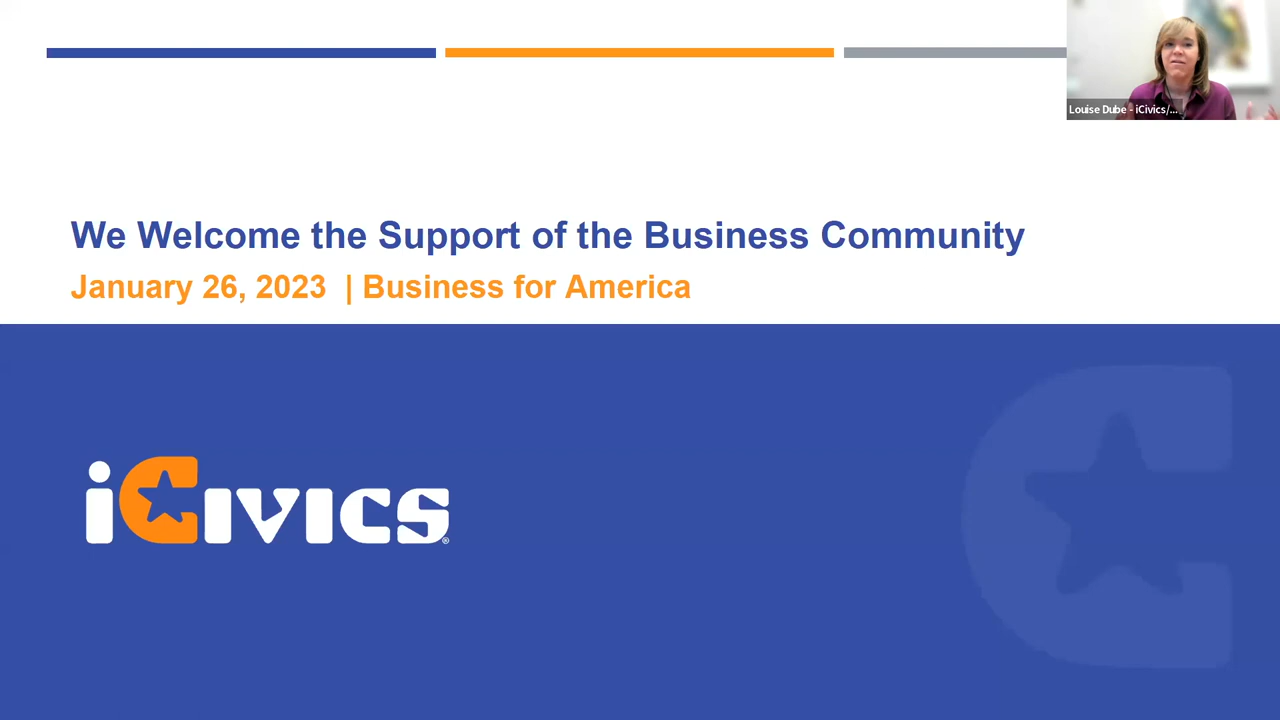 Louise Dube - iCivics/...
We Welcome the Support of the Business Community
January 26, 2023 | Business for America
iCivics®